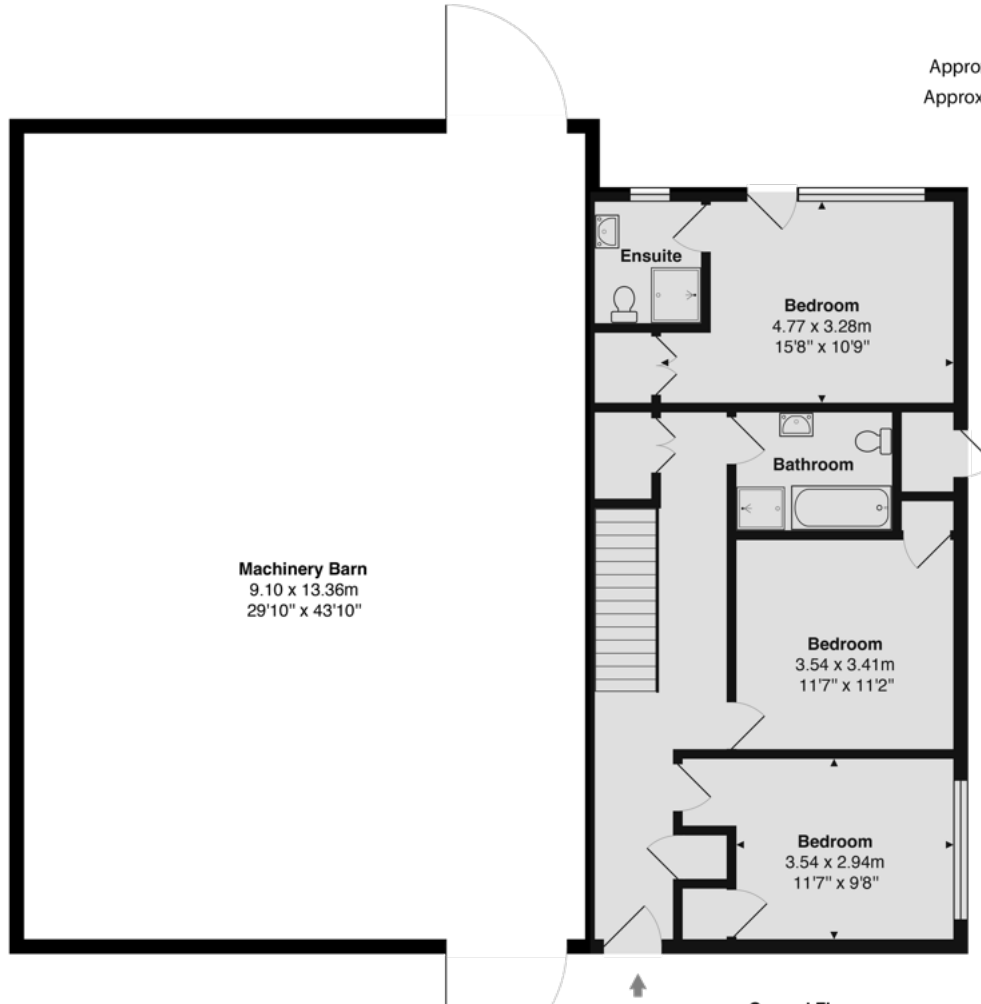 Ensuite
Bedroom
4.77 x 3.28m
15'8" x 10'9"
Bathroom
Machinery Barn
9.10 x 13.36m
29'10" x 43'10"
Bedroom
3.54 x 3.41m
11'7" x 11'2"
Bedroom
3.54 x 2.94m
11'7" x 9'8"